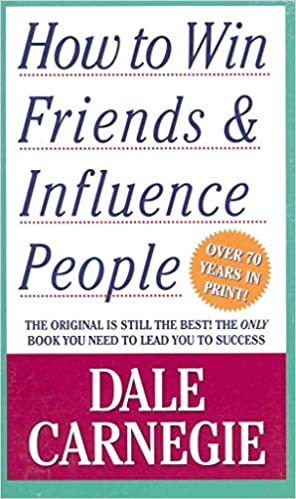 How to Win
Friends &
Influence
People
OVER 70
YEARS IN
PRINT!
THE ORIGINAL IS STILL THE BEST! THE ONLY
BOOK YOU NEED TO LEAD YOU TO SUCCESS
DALE
CARNEGIE